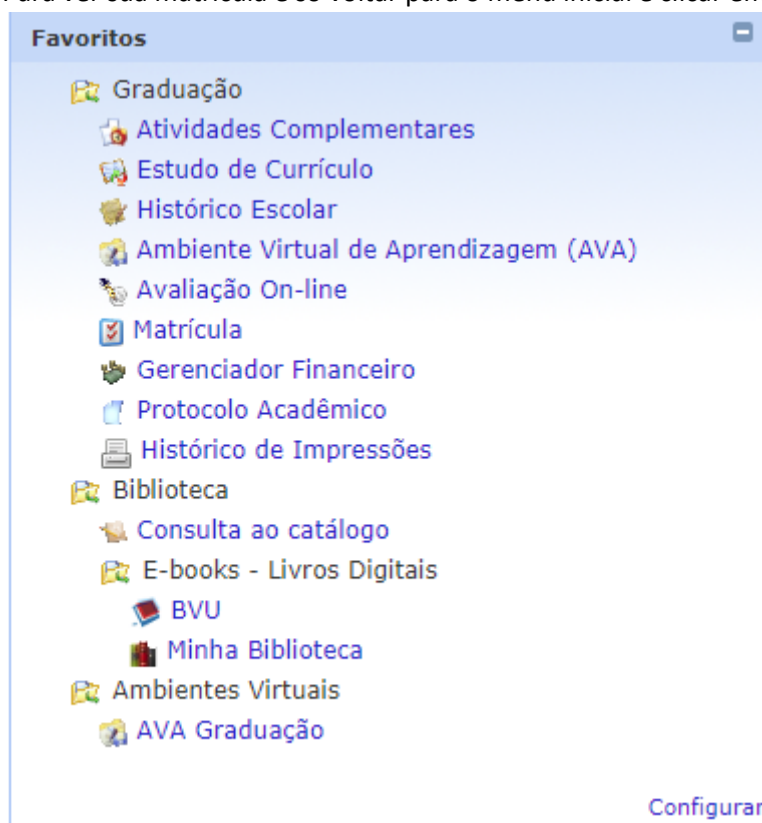 Favoritos
Graduação
Atividades Complementares
Estudo de Currículo
Histórico Escolar
Ambiente Virtual de Aprendizagem (AVA)
Avaliação On-line
Matrícula
Gerenciador Financeiro
Protocolo Acadêmico
Histórico de Impressões
Biblioteca
Consulta ao catálogo
E-books - Livros Digitais
BVU
Minha Biblioteca
Ambientes Virtuais
AVA Graduação
Configurar